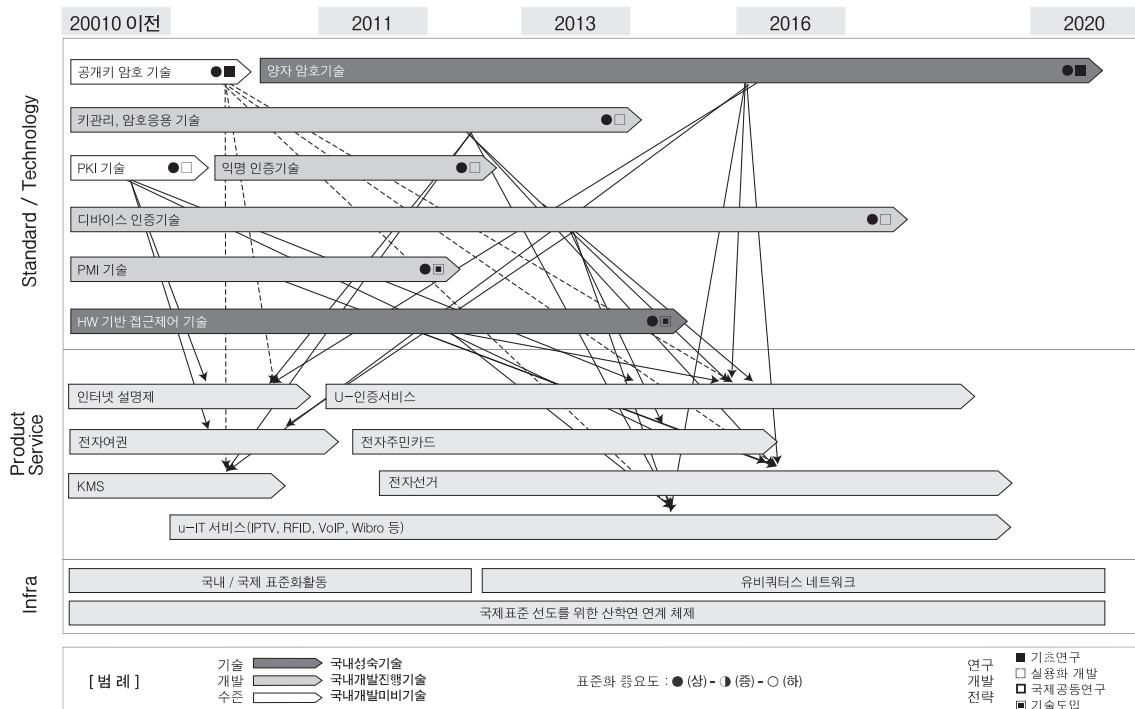 20010 이전 2011 2013 2016 2020
Standard / Technology
공개키 암호 기술
양자 암호기술
키관리, 암호응용 기술
PKI 기술
익명 인증기술
디바이스 인증기술
PMI 기술
HW 기반 접근제어 기술
Product Service
인터넷 설명제
U-인증서비스
전자여권
전자주민카드
KMS
전자선거
u-IT 서비스(IPTV, RFID, VoIP, Wibro 등)
Infra
국내 / 국제 표준화활동
유비쿼터스 네트워크
국제표준 선도를 위한 산학연 연계 체제
[ 범 례 ]
기술 국내성숙기술
개발 국내개발진행기술
수준 국내개발미비기술
표준화 중요도 : ● (상) - ◑ (중) - ○ (하)
연구
개발
전략
■ 기초연구
□ 실용화 개발
□ 국제공동연구
▣ 기술도입